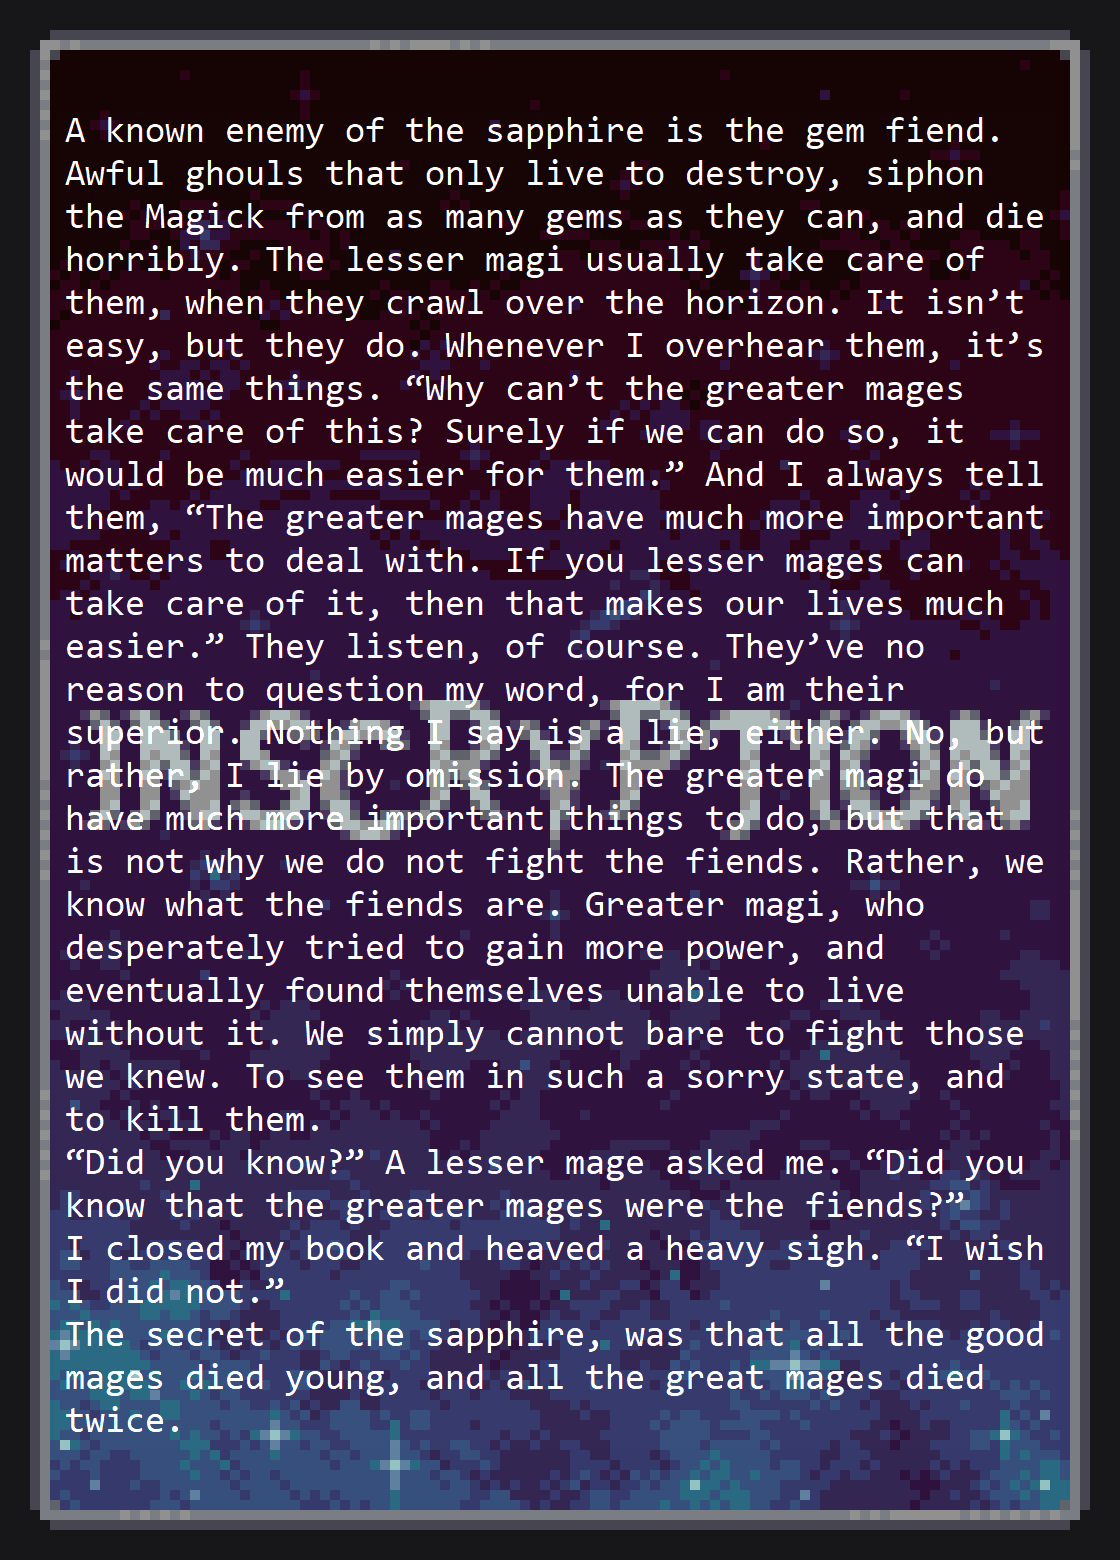 A known enemy of the sapphire is the gem fiend.
Awful ghouls that only live to destroy, siphon
the Magick from as many gems as they can, and die
horribly. The lesser magi usually take care of
them, when they crawl over the horizon. It isn’t
easy, but they do. Whenever I overhear them, it’s
the same things. “Why can’t the greater mages
take care of this? Surely if we can do so, it
would be much easier for them.” And I always tell
them, “The greater mages have much more important
matters to deal with. If you lesser mages can
take care of it, then that makes our lives much
easier.” They listen, of course. They’ve no
reason to question my word, for I am their
superior. Nothing I say is a lie, either. No, but
rather, I lie by omission. The greater magi do
have much more important things to do, but that
is not why we do not fight the fiends. Rather, we
know what the fiends are. Greater magi, who
desperately tried to gain more power, and
eventually found themselves unable to live
without it. We simply cannot bare to fight those
we knew. To see them in such a sorry state, and
to kill them.
“Did you know?” A lesser mage asked me. “Did you
know that the greater mages were the fiends?”
I closed my book and heaved a heavy sigh. “I wish
I did not.”
The secret of the sapphire, was that all the good
mages died young, and all the great mages died
twice.
INSCRYPTION